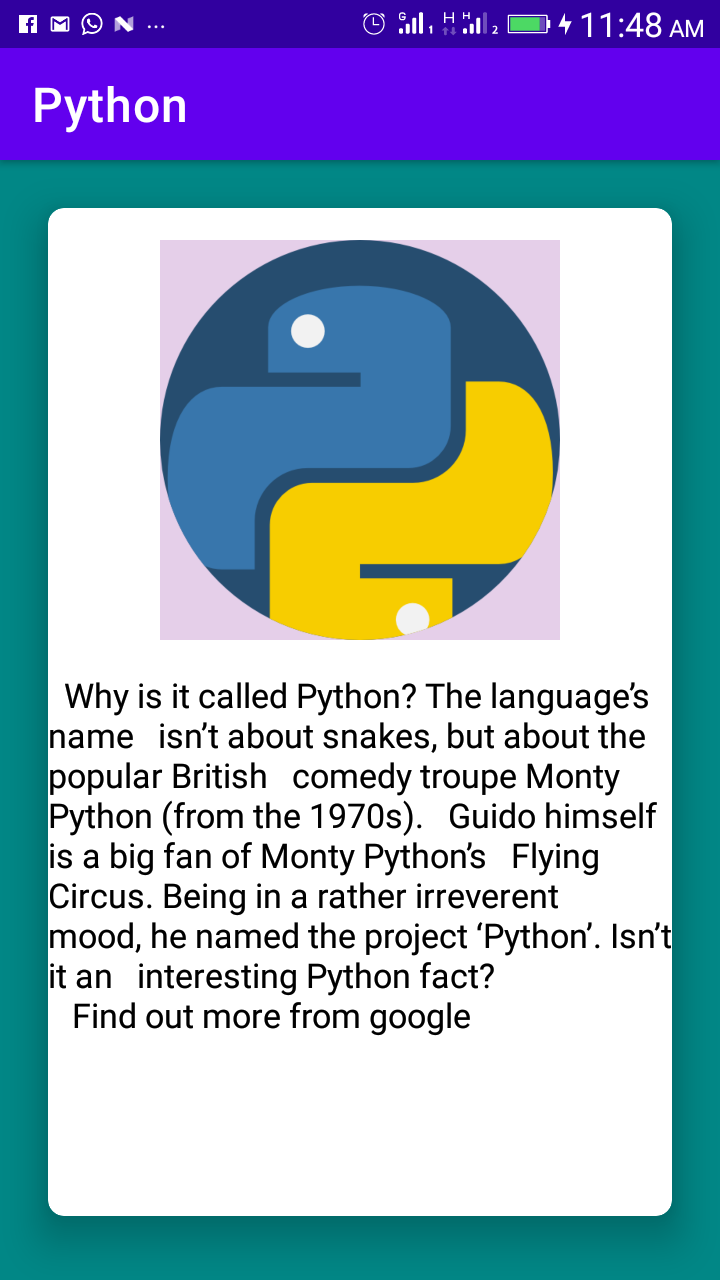 G 1 H H 2 11:48 AM
Python
Why is it called Python? The language’s
name   isn’t about snakes, but about the
popular British   comedy troupe Monty
Python (from the 1970s).   Guido himself
is a big fan of Monty Python’s   Flying
Circus. Being in a rather irreverent
mood, he named the project ‘Python’. Isn’t
it an   interesting Python fact?
Find out more from google